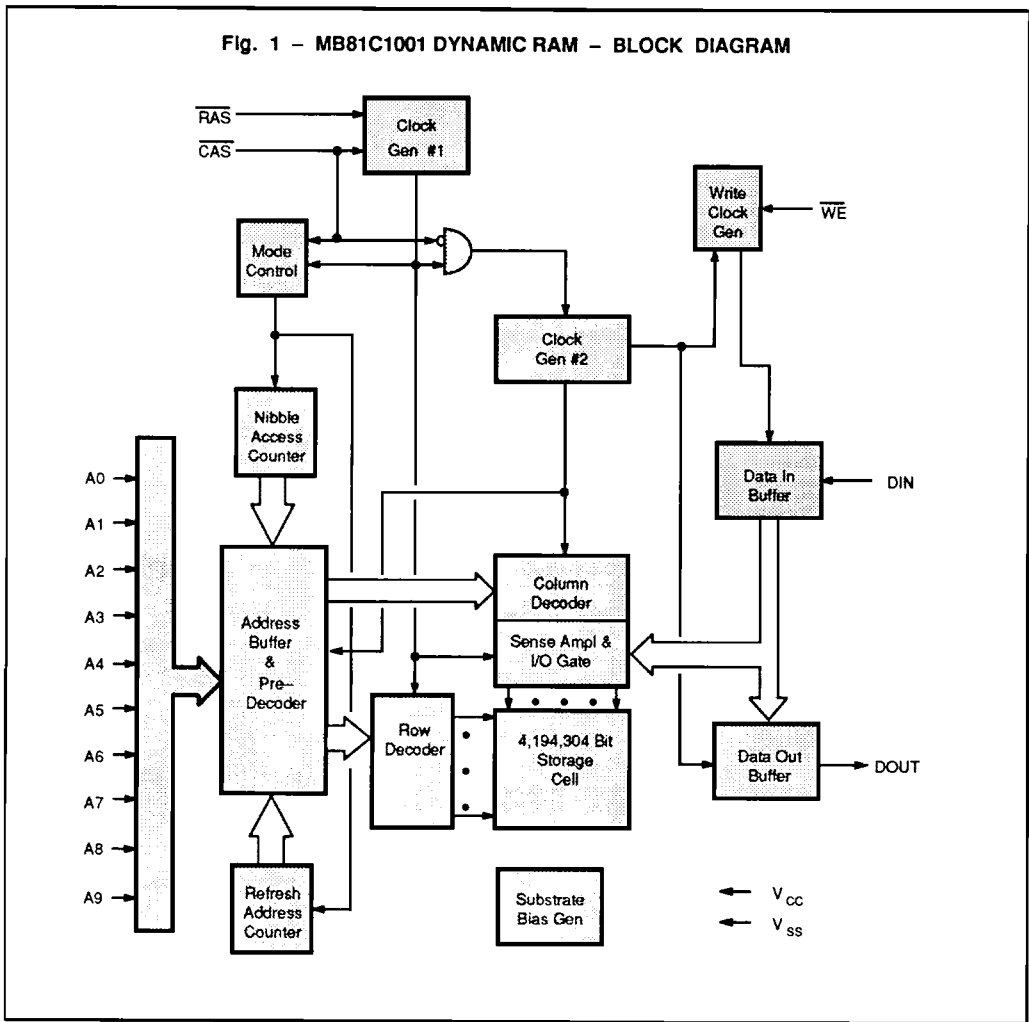 Fig. 1 – MB81C1001 DYNAMIC RAM – BLOCK DIAGRAM
RAS
CAS
Clock
Gen #1
Write
Clock
Gen
WE
Mode
Control
Clock
Gen #2
Nibble
Access
Counter
Data In
Buffer
DIN
A0
A1
A2
A3
A4
A5
A6
A7
A8
A9
Address
Buffer
&
Pre–
Decoder
Column
Decoder
Sense Ampl &
I/O Gate
Row
Decoder
4,194,304 Bit
Storage
Cell
Data Out
Buffer
DOUT
Refresh
Address
Counter
Substrate
Bias Gen
VCC
VSS